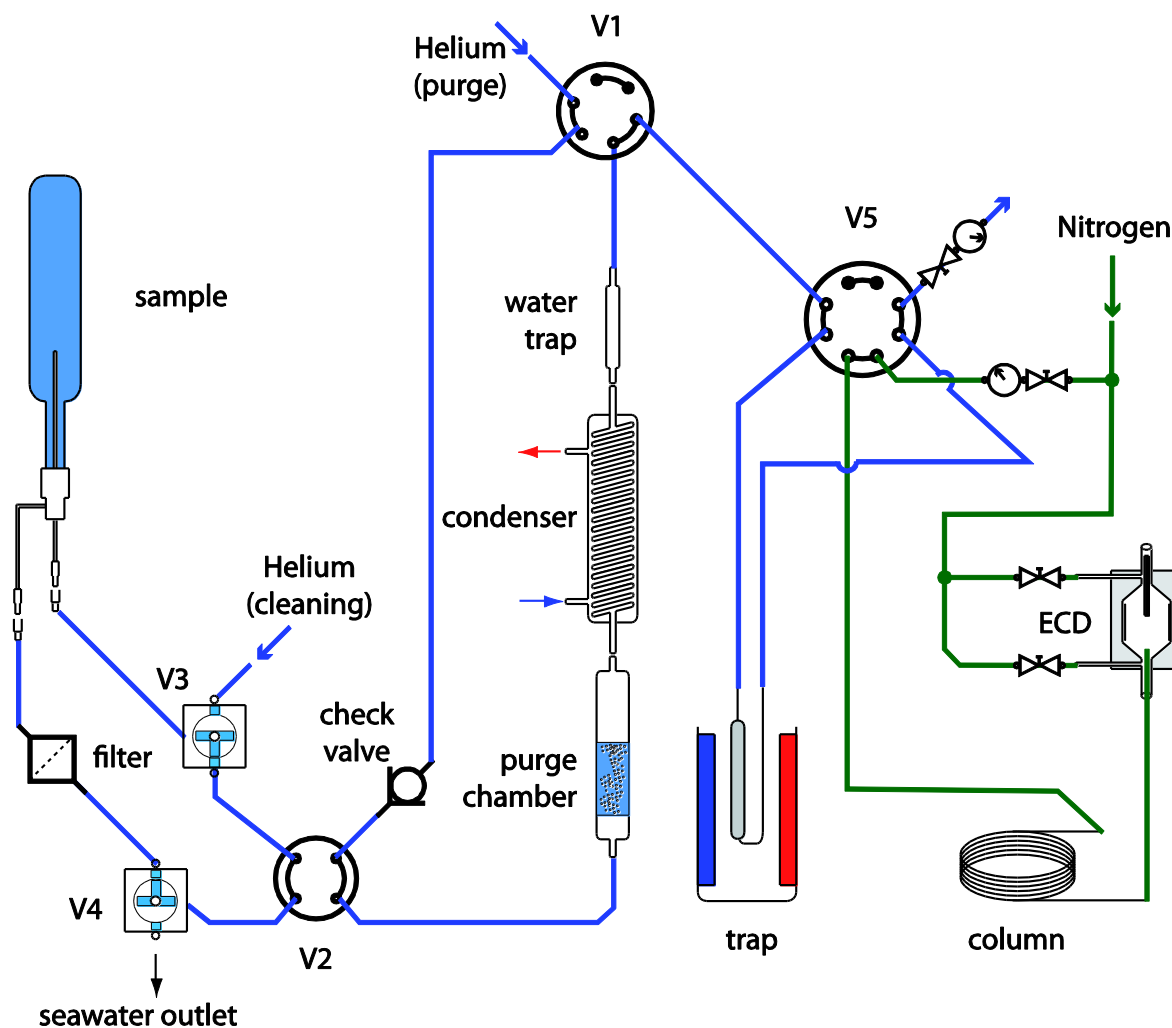 V1
Helium
(purge)
V5
Nitrogen
sample
water
trap
condenser
Helium
(cleaning)
ECD
V3
check
valve
filter
purge
chamber
V4
V2
trap
column
seawater outlet